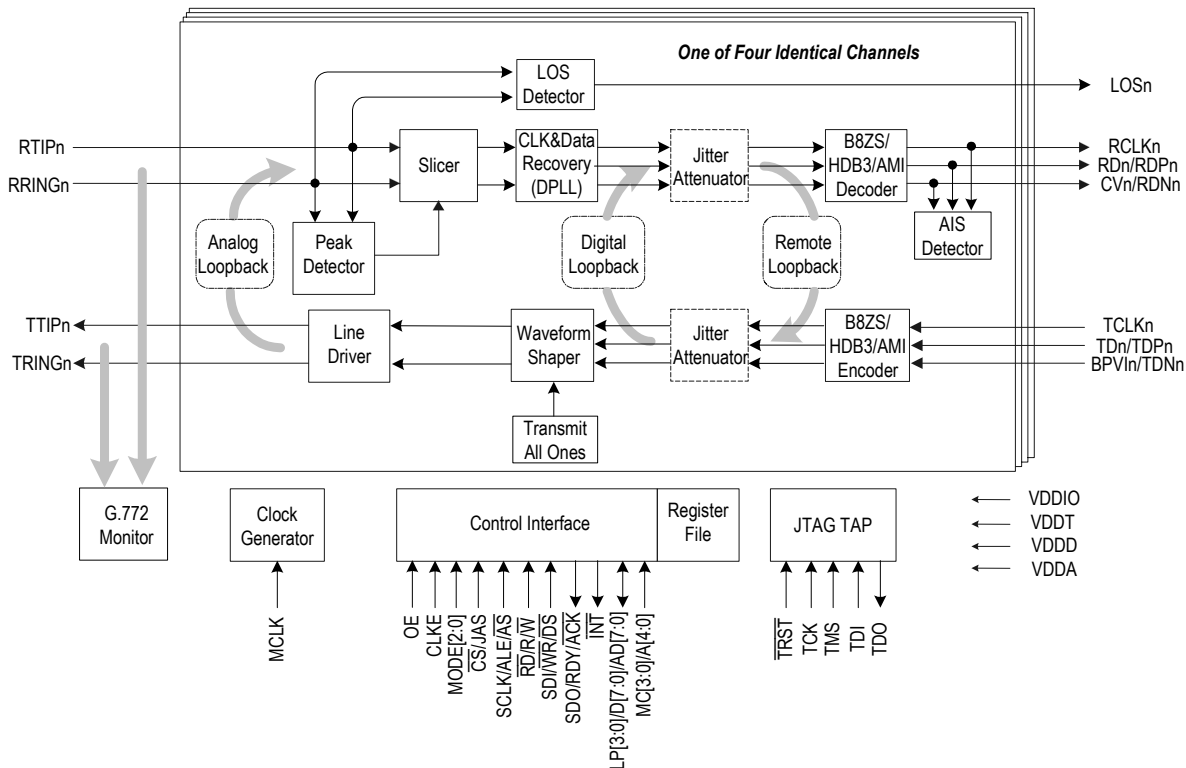 One of Four Identical Channels
LOS
Detector
LOSn
RTIPn
RRINGn
Slicer
CLK&Data
Recovery
(DPLL)
Jitter
Attenuator
B8ZS/
HDB3/AMI
Decoder
RCLKn
RDn/RDPn
CVn/RDNn
Analog
Loopback
Peak
Detector
Digital
Loopback
Remote
Loopback
AIS
Detector
TTIPn
TRINGn
Line
Driver
Waveform
Shaper
Jitter
Attenuator
B8ZS/
HDB3/AMI
Encoder
TCLKn
TDn/TDPn
BPVIn/TDNn
Transmit
All Ones
G.772
Monitor
Clock
Generator
Control Interface
Register
File
JTAG TAP
VDDIO
VDDT
VDDD
VDDA
MCLK
OE
CLKE
MODE[2:0]
CS/JAS
SCLK/ALE/AS
RD/R/W
SDI/WR/DS
SDO/RDY/ACK
INT
LP[3:0]/D[7:0]/AD[7:0]
MC[3:0]/A[4:0]
TRST
TCK
TMS
TDI
TDO